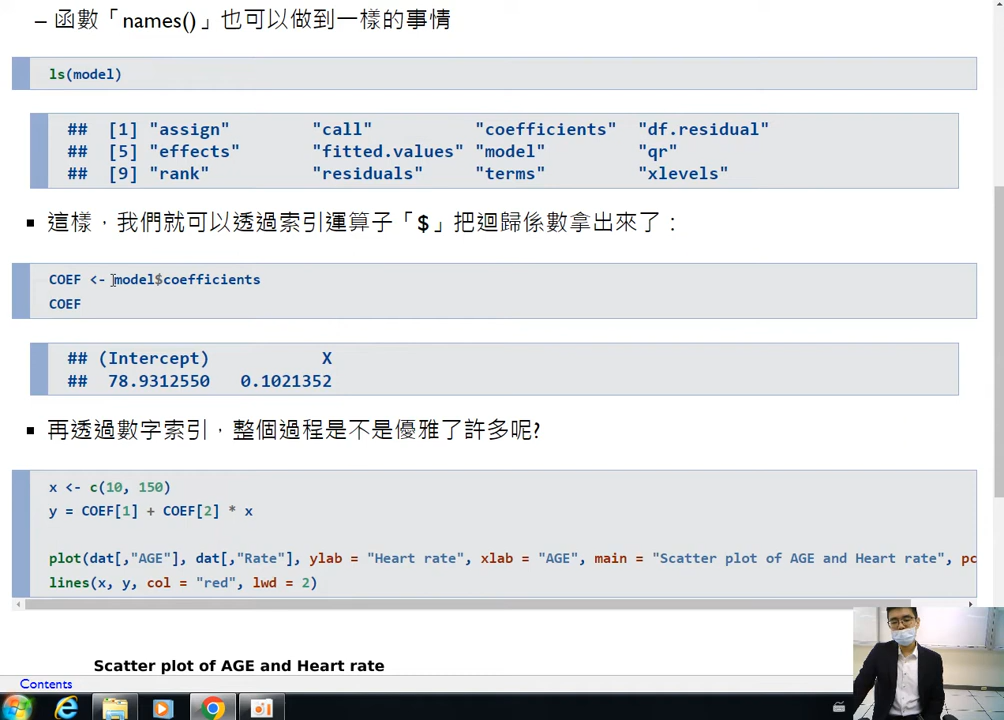 – 函數「names()」也可以做到一樣的事情
ls(model)
## [1] "assign" "call" "coefficients" "df.residual"
## [5] "effects" "fitted.values" "model" "qr"
## [9] "rank" "residuals" "terms" "xlevels"
▪ 這樣，我們就可以透過索引運算子「$」把迴歸係數拿出來了：
COEF <- model$coefficients
COEF
## (Intercept) X
## 78.9312550 0.1021352
▪ 再透過數字索引，整個過程是不是優雅了許多呢?
x <- c(10, 150)
y = COEF[1] + COEF[2] * x
plot(dat[,"AGE"], dat[,"Rate"], ylab = "Heart rate", xlab = "AGE", main = "Scatter plot of AGE and Heart rate", pc
lines(x, y, col = "red", lwd = 2)
Scatter plot of AGE and Heart rate
Contents